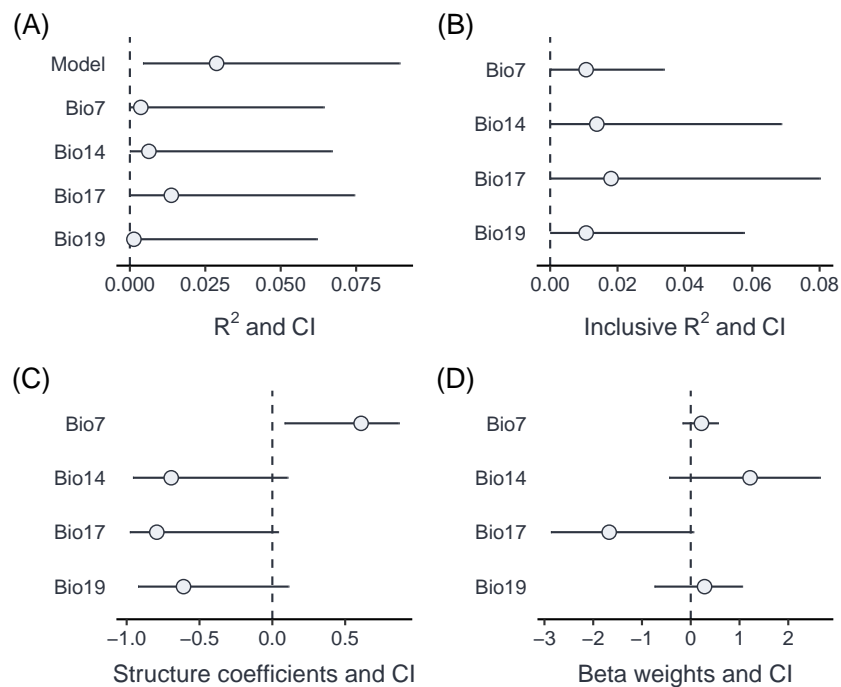 (A)
Model
Bio7
Bio14
Bio17
Bio19
0.000 0.025 0.050 0.075
R² and CI
(B)
Bio7
Bio14
Bio17
Bio19
0.00 0.02 0.04 0.06 0.08
Inclusive R² and CI
(C)
Bio7
Bio14
Bio17
Bio19
−1.0 −0.5 0.0 0.5
Structure coefficients and CI
(D)
Bio7
Bio14
Bio17
Bio19
−3 −2 −1 0 1 2
Beta weights and CI